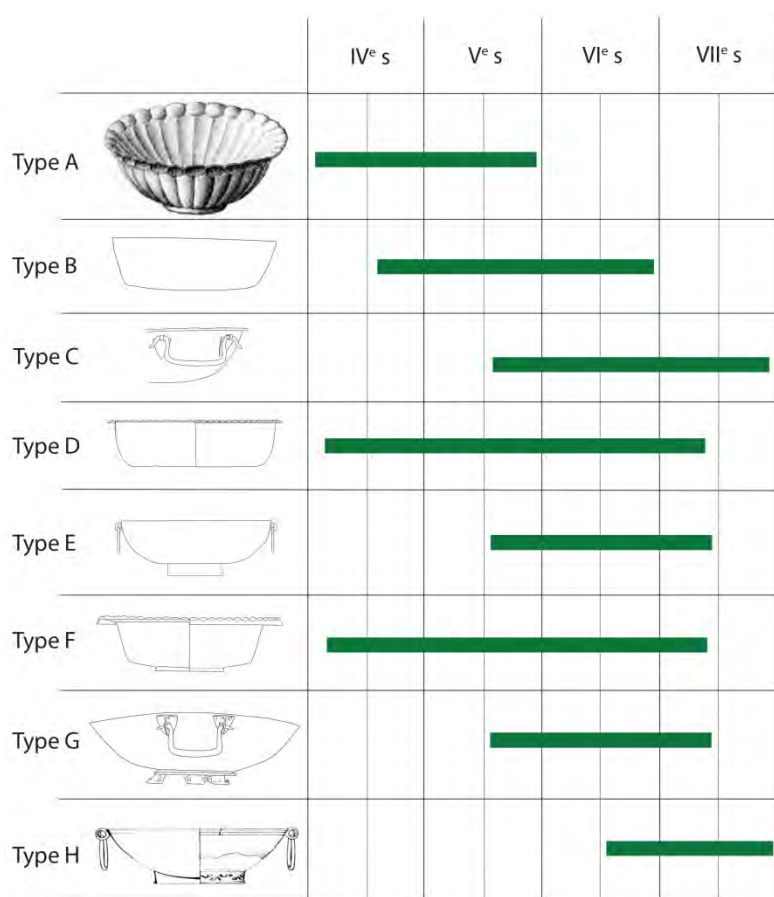 IVᵉ s Vᵉ s VIᵉ s VIIᵉ s
Type A
Type B
Type C
Type D
Type E
Type F
Type G
Type H